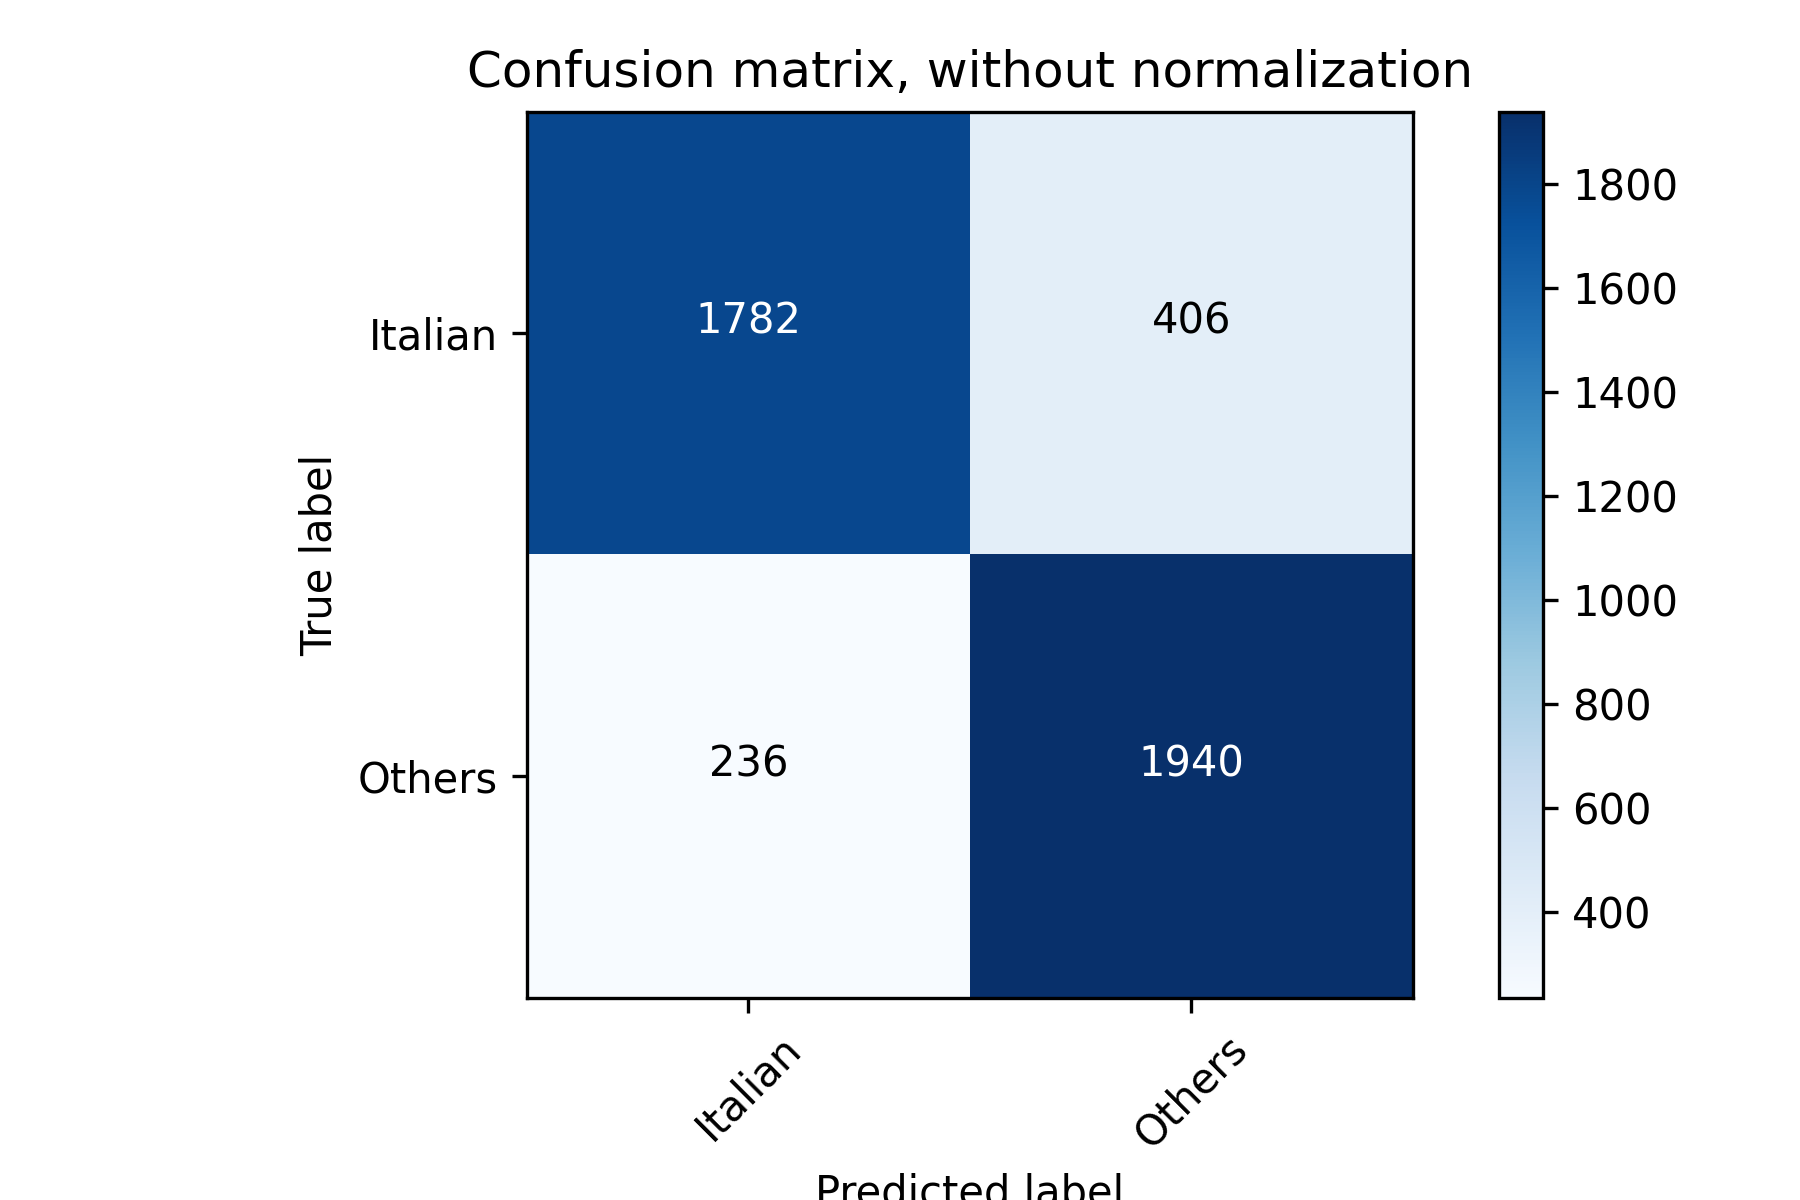 Confusion matrix, without normalization
1782 406
236 1940
Italian
Others
True label
Italian
Others
Predicted label
1800
1600
1400
1200
1000
800
600
400